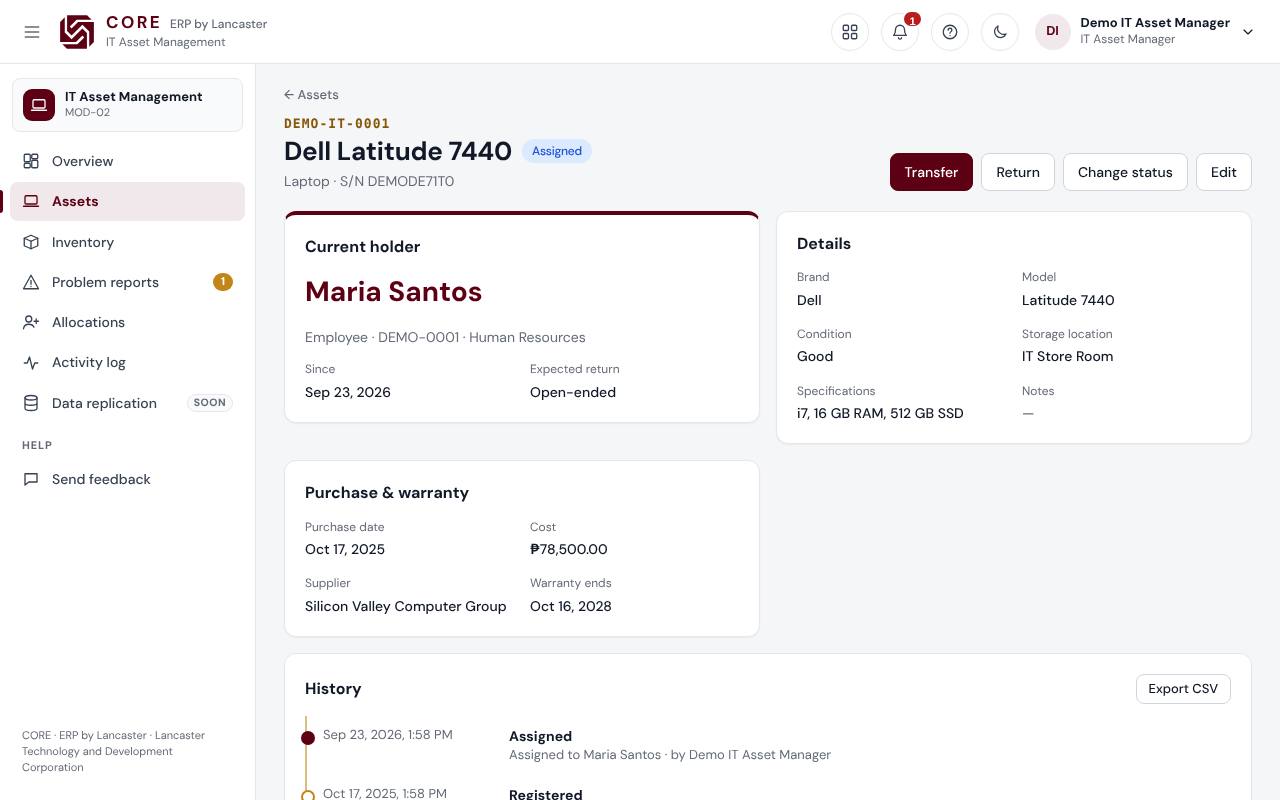 CORE ERP by Lancaster
IT Asset Management
1
DI
Demo IT Asset Manager
IT Asset Manager
IT Asset Management
MOD-02
Overview
Assets
Inventory
Problem reports 1
Allocations
Activity log
Data replication SOON
HELP
Send feedback
CORE · ERP by Lancaster · Lancaster
Technology and Development
Corporation
← Assets
DEMO-IT-0001
Dell Latitude 7440 Assigned
Laptop · S/N DEMODE71T0
Transfer Return Change status Edit
Current holder
Maria Santos
Employee · DEMO-0001 · Human Resources
Since Expected return
Sep 23, 2026 Open-ended
Details
Brand Model
Dell Latitude 7440
Condition Storage location
Good IT Store Room
Specifications Notes
i7, 16 GB RAM, 512 GB SSD —
Purchase & warranty
Purchase date Cost
Oct 17, 2025 ₱78,500.00
Supplier Warranty ends
Silicon Valley Computer Group Oct 16, 2028
History Export CSV
Sep 23, 2026, 1:58 PM Assigned
Assigned to Maria Santos · by Demo IT Asset Manager
Oct 17, 2025, 1:58 PM Registered